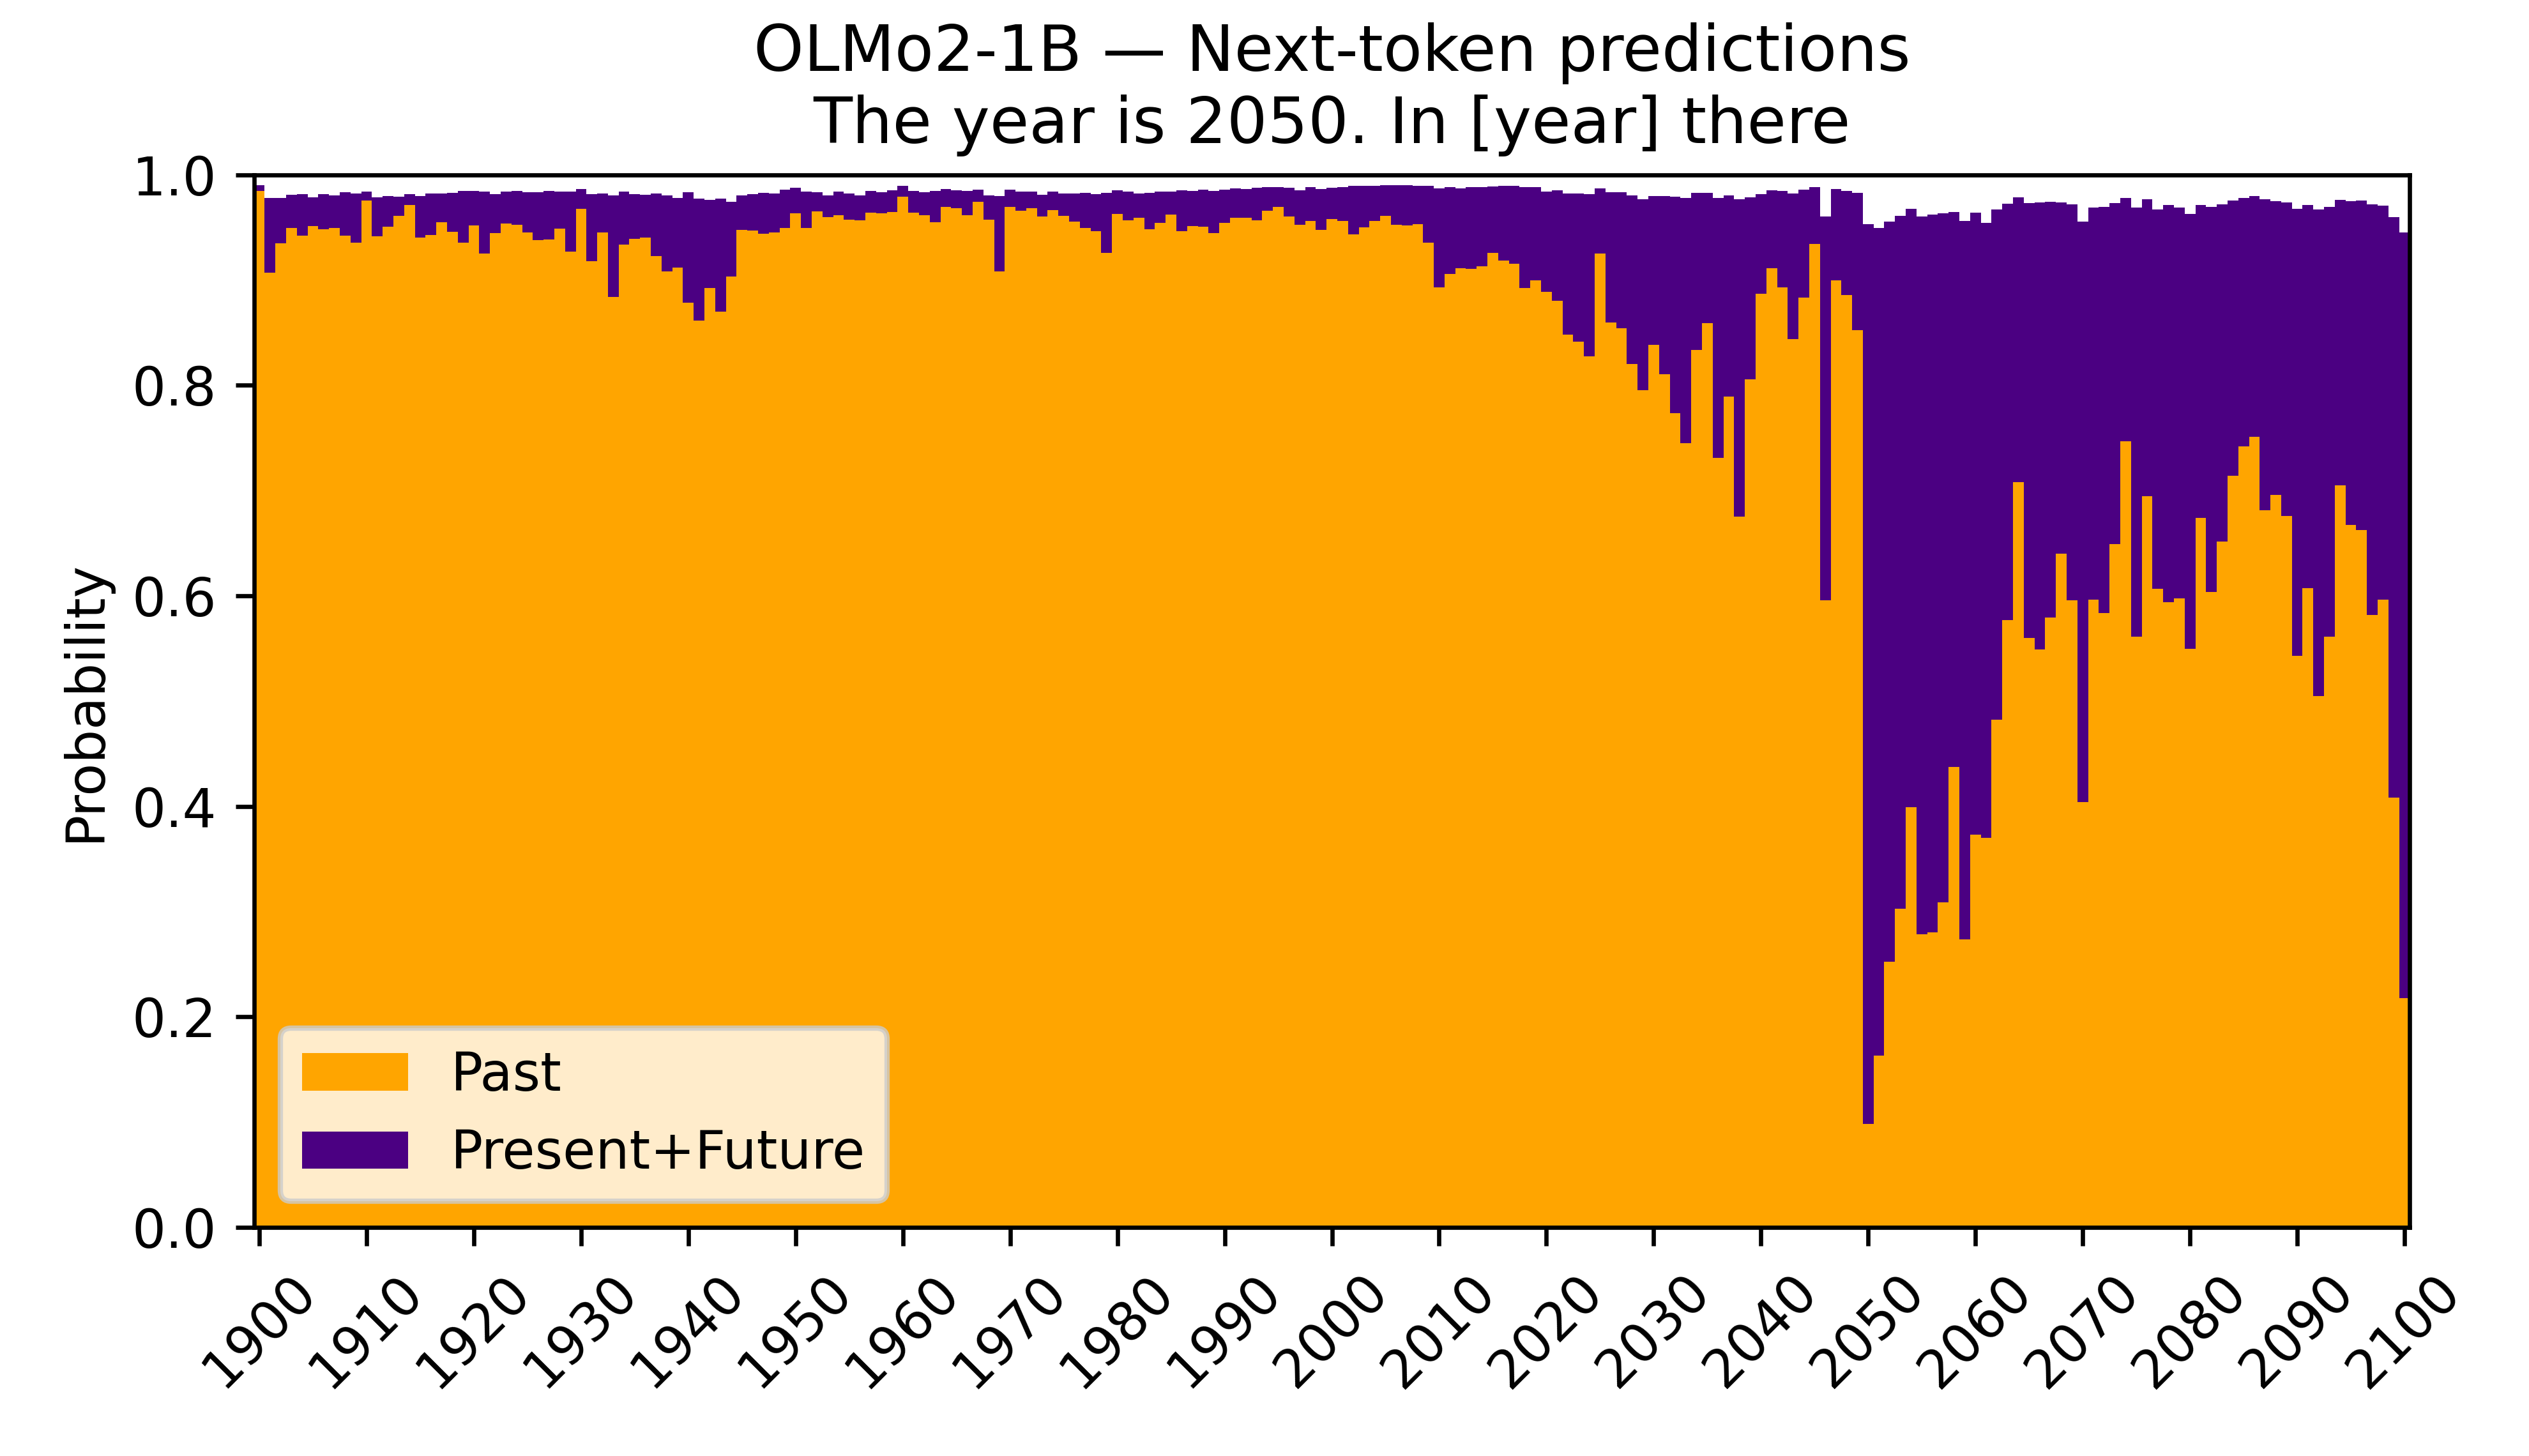 OLMo2-1B — Next-token predictions
The year is 2050. In [year] there
Probability
1.0
0.8
0.6
0.4
0.2
0.0
Past
Present+Future
1900 1910 1920 1930 1940 1950 1960 1970 1980 1990 2000 2010 2020 2030 2040 2050 2060 2070 2080 2090 2100